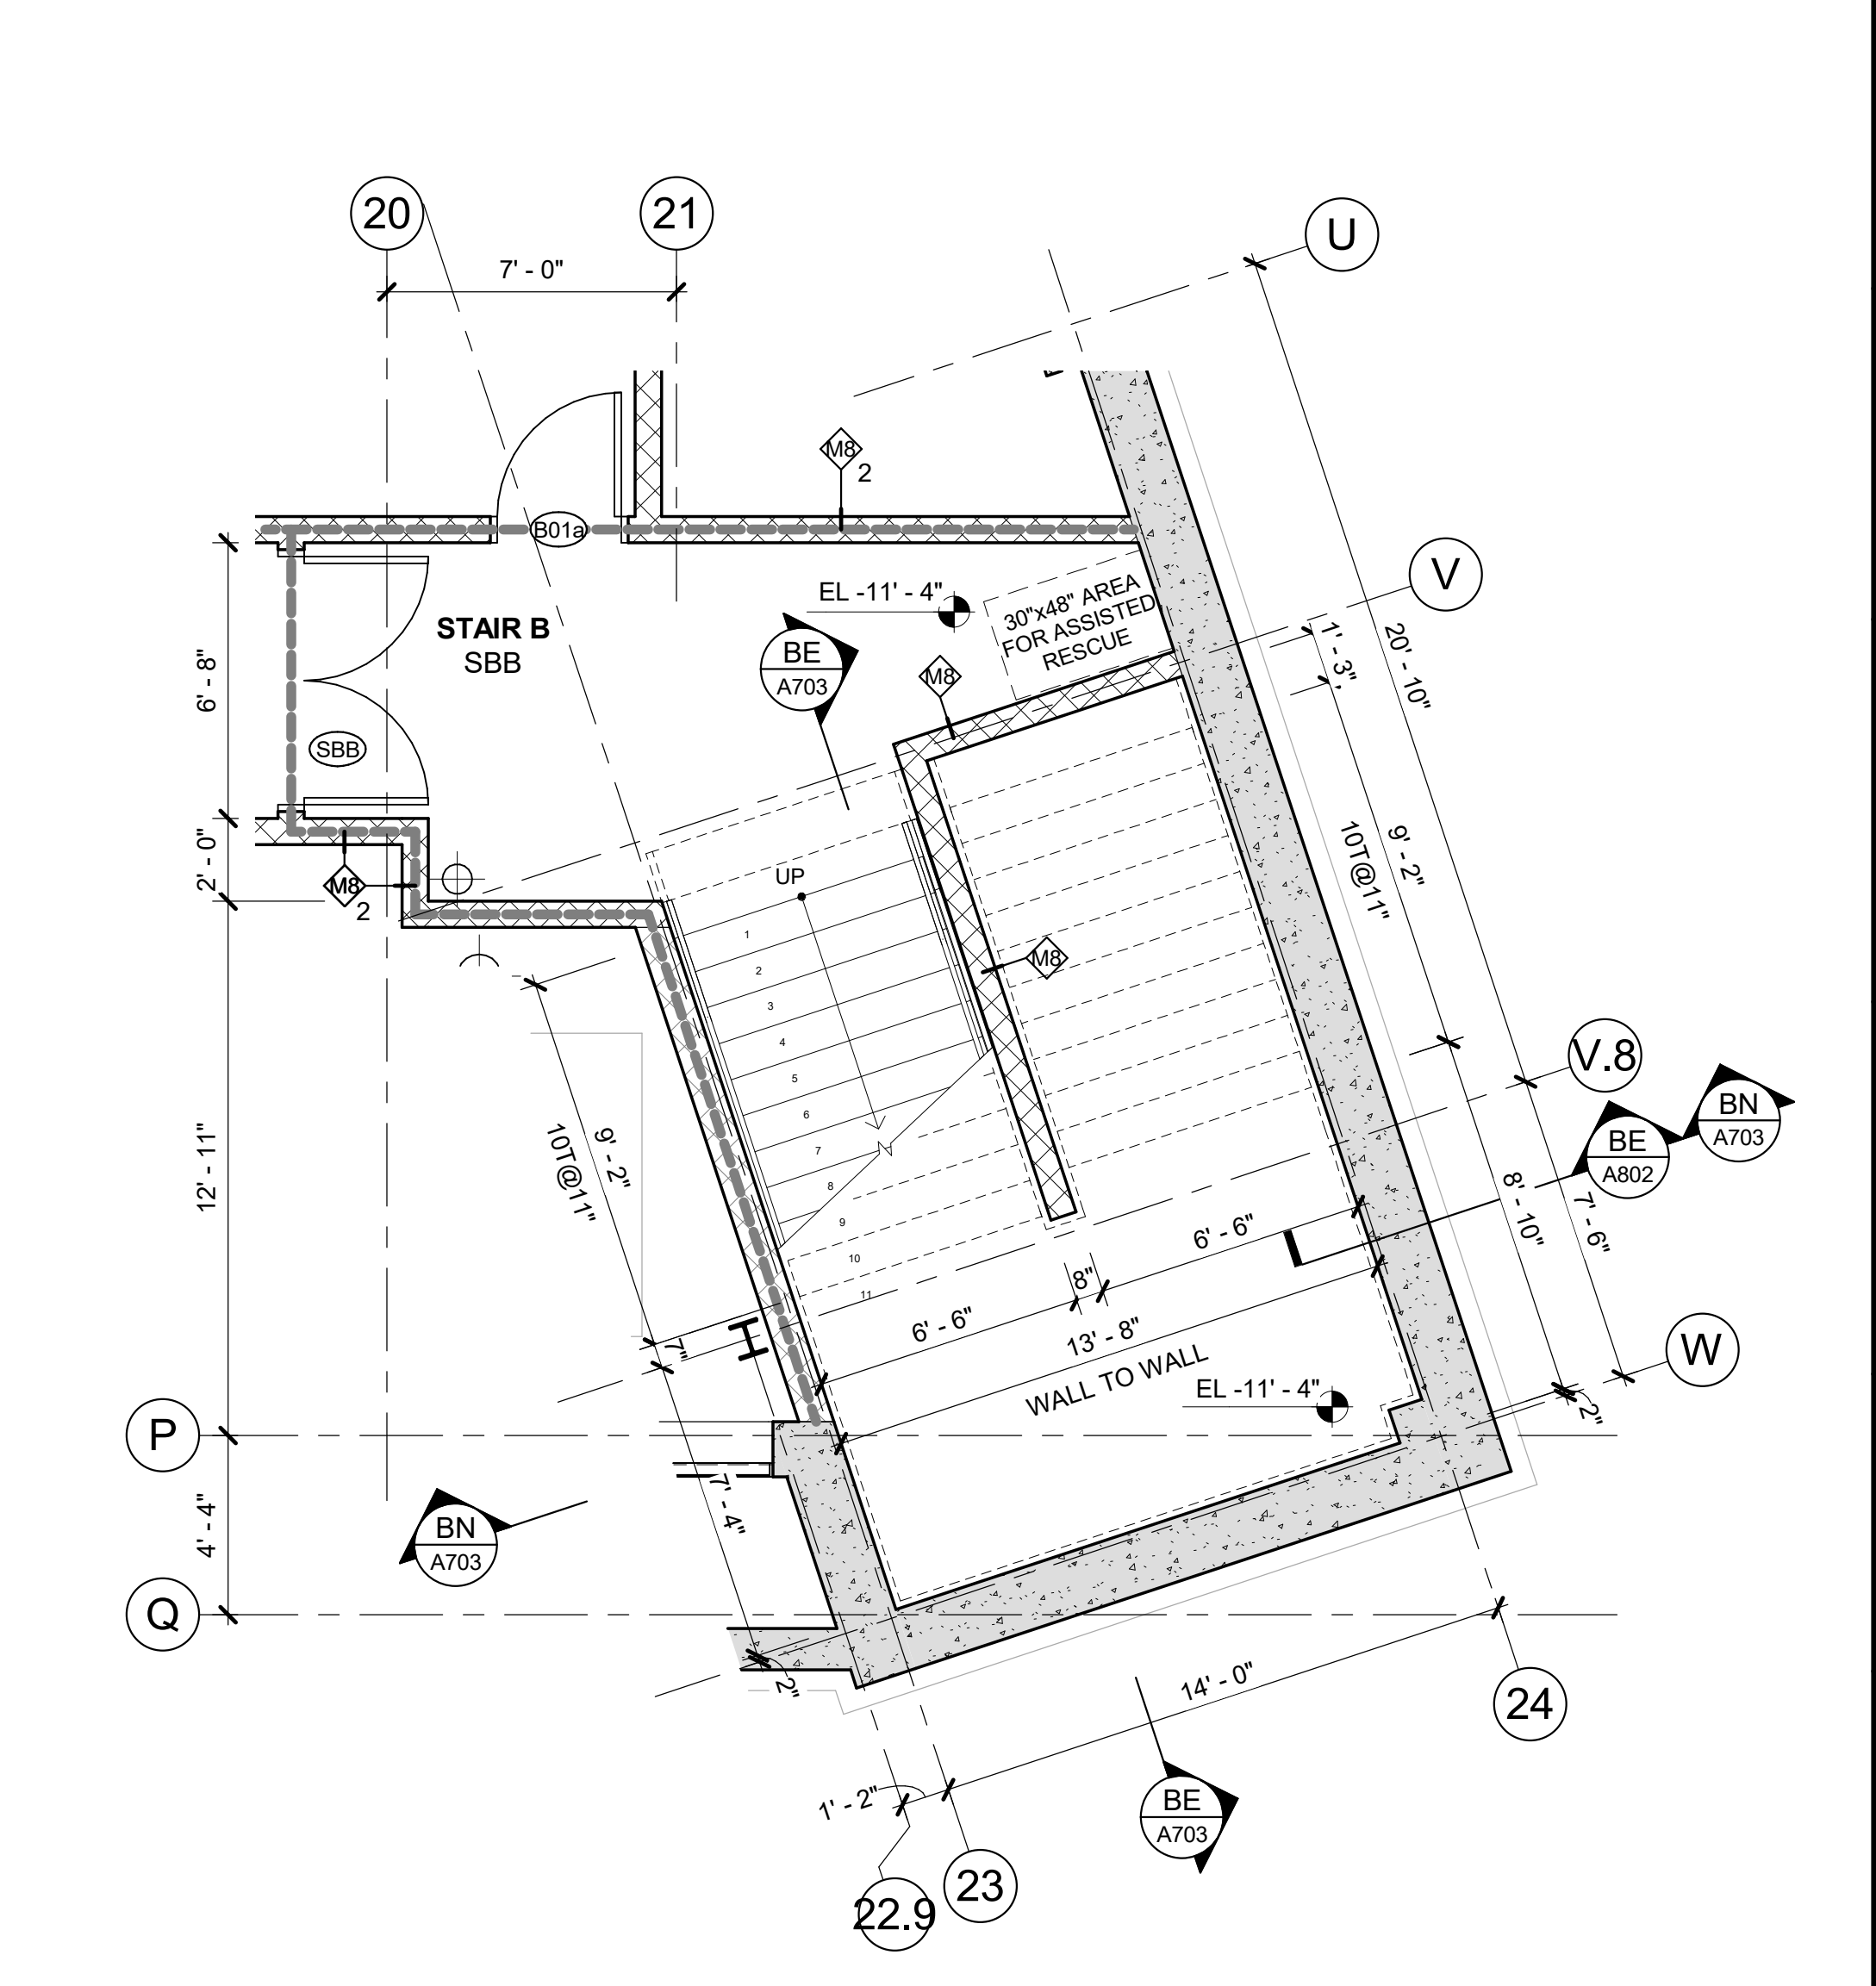 20
21
U
7' - 0"
M8
2
B01a
V
EL -11' - 4"
30"x48" AREA
FOR ASSISTED
RESCUE
1' - 3"
20' - 10"
STAIR B
SBB
BE
A703
M8
6' - 8"
SBB
9' - 2"
10T@11"
2' - 0"
M8
2
UP
1
2
3
4
5
6
7
8
9
10
11
M8
V.8
BN
A703
BE
A802
12' - 11"
9' - 2"
10T@11"
8' - 10"
7' - 6"
6' - 6"
8"
6' - 6"
13' - 8"
WALL TO WALL
7"
W
EL -11' - 4"
2"
P
7' - 4"
4' - 4"
BN
A703
Q
2"
14' - 0"
24
1' - 2"
BE
A703
23
22.9